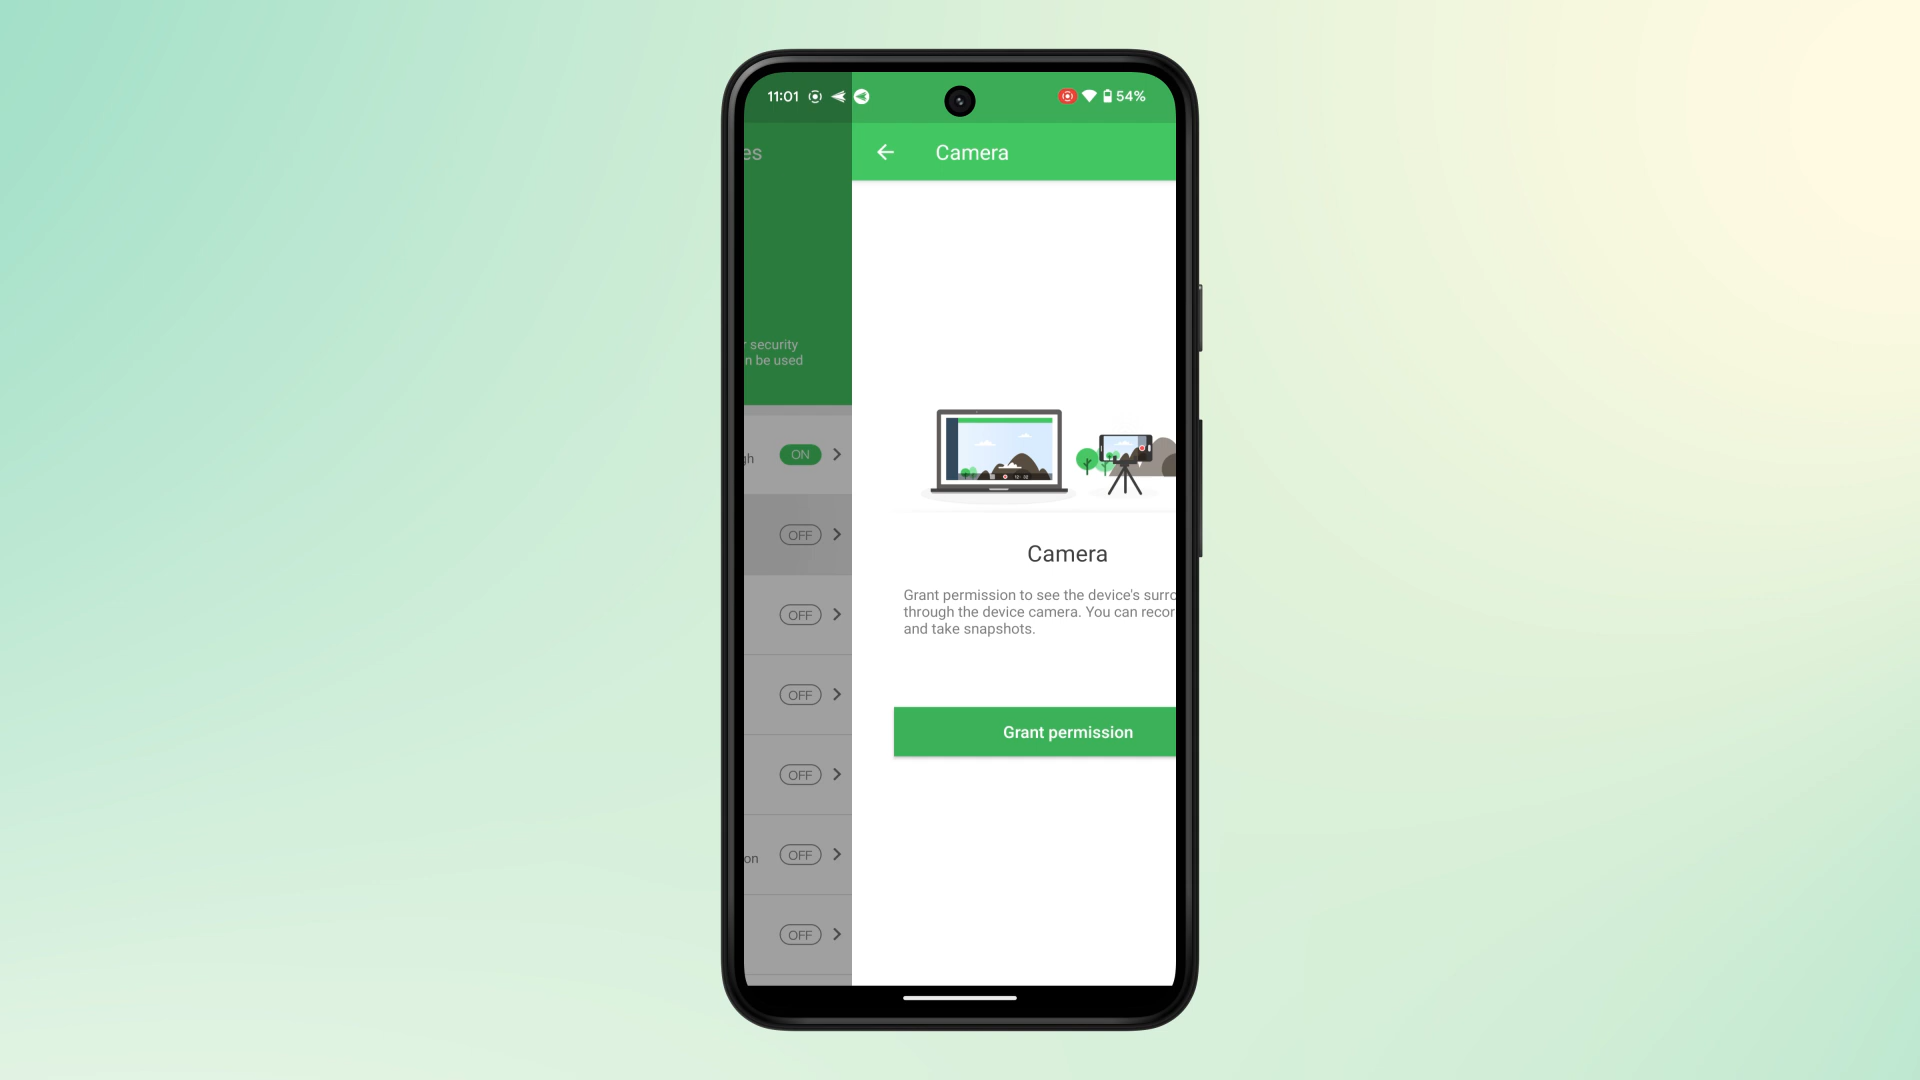 11:01
54%
es
Camera
security
n be used
gh
ON
OFF
OFF
OFF
OFF
on
OFF
OFF
Camera
Grant permission to see the device's surro
through the device camera. You can recor
and take snapshots.
Grant permission